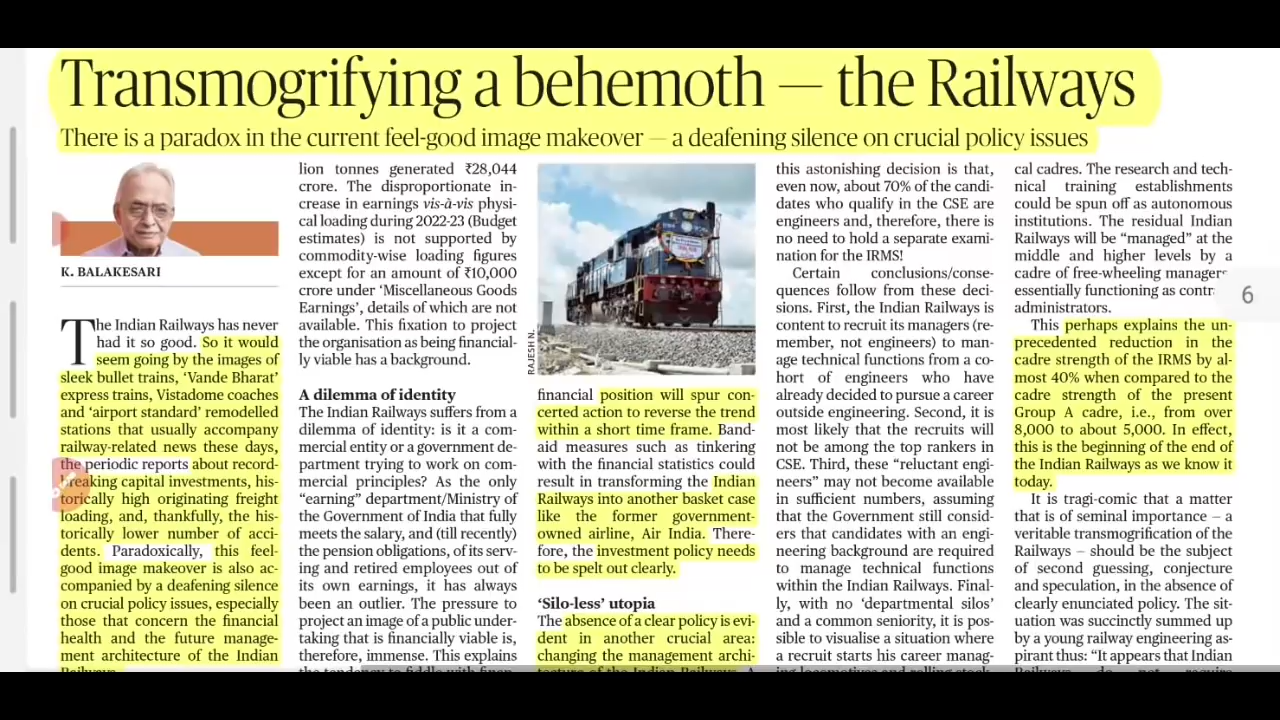 Transmogrifying a behemoth — the Railways
There is a paradox in the current feel-good image makeover — a deafening silence on crucial policy issues
K. BALAKESARI
The Indian Railways has never
had it so good. So it would
seem going by the images of
sleek bullet trains, ‘Vande Bharat’
express trains, Vistadome coaches
and ‘airport standard’ remodelled
stations that usually accompany
railway-related news these days,
the periodic reports about record-
breaking capital investments, his-
torically high originating freight
loading, and, thankfully, the his-
torically lower number of acci-
dents. Paradoxically, this feel-
good image makeover is also ac-
companied by a deafening silence
on crucial policy issues, especially
those that concern the financial
health and the future manage-
ment architecture of the Indian
Railways.
lion tonnes generated ₹28,044
crore. The disproportionate in-
crease in earnings vis-à-vis physi-
cal loading during 2022-23 (Budget
estimates) is not supported by
commodity-wise loading figures
except for an amount of ₹10,000
crore under ‘Miscellaneous Goods
Earnings’, details of which are not
available. This fixation to project
the organisation as being financial-
ly viable has a background.
A dilemma of identity
The Indian Railways suffers from a
dilemma of identity: is it a com-
mercial entity or a government de-
partment trying to work on com-
mercial principles? As the only
“earning” department/Ministry of
the Government of India that fully
meets the salary, and (till recently)
the pension obligations, of its serv-
ing and retired employees out of
its own earnings, it has always
been an outlier. The pressure to
project an image of a public under-
taking that is financially viable is,
therefore, immense. This explains
the tendency to fiddle with finan-
RAJESH N.
financial position will spur con-
certed action to reverse the trend
within a short time frame. Band-
aid measures such as tinkering
with the financial statistics could
result in transforming the Indian
Railways into another basket case
like the former government-
owned airline, Air India. There-
fore, the investment policy needs
to be spelt out clearly.
‘Silo-less’ utopia
The absence of a clear policy is evi-
dent in another crucial area:
changing the management archi-
tecture of the Indian Railways. A
this astonishing decision is that,
even now, about 70% of the candi-
dates who qualify in the CSE are
engineers and, therefore, there is
no need to hold a separate exami-
nation for the IRMS!
Certain conclusions/conse-
quences follow from these deci-
sions. First, the Indian Railways is
content to recruit its managers (re-
member, not engineers) to man-
age technical functions from a co-
hort of engineers who have
already decided to pursue a career
outside engineering. Second, it is
most likely that the recruits will
not be among the top rankers in
CSE. Third, these “reluctant engi-
neers” may not become available
in sufficient numbers, assuming
that the Government still consid-
ers that candidates with an engi-
neering background are required
to manage technical functions
within the Indian Railways. Final-
ly, with no ‘departmental silos’
and a common seniority, it is pos-
sible to visualise a situation where
a recruit starts his career manag-
ing locomotives and rolling stock,
cal cadres. The research and tech-
nical training establishments
could be spun off as autonomous
institutions. The residual Indian
Railways will be “managed” at the
middle and higher levels by a
cadre of free-wheeling managers
essentially functioning as contra
administrators.
This perhaps explains the un-
precedented reduction in the
cadre strength of the IRMS by al-
most 40% when compared to the
cadre strength of the present
Group A cadre, i.e., from over
8,000 to about 5,000. In effect,
this is the beginning of the end of
the Indian Railways as we know it
today.
It is tragi-comic that a matter
that is of seminal importance – a
veritable transmogrification of the
Railways – should be the subject
of second guessing, conjecture
and speculation, in the absence of
clearly enunciated policy. The sit-
uation was succinctly summed up
by a young railway engineering as-
pirant thus: “It appears that Indian
Railways do not require
6